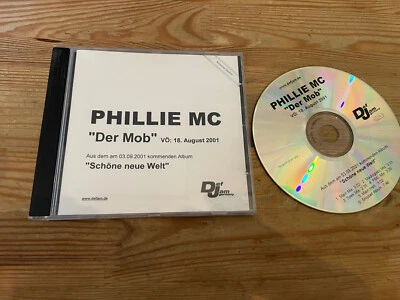 PHILLIE MC
"Der Mob" VÖ: 18. August 2001
Aus dem am 03.09.2001 kommenden Album
"Schöne neue Welt"
Def Jam
germany
www.defjam.de
www.defjam.de
PHILLIE MC
"Der Mob"
VÖ: 18. August 2001
Def Jam
Aus dem am 03.09.2001 kommenden Album
"Schöne neue Welt"